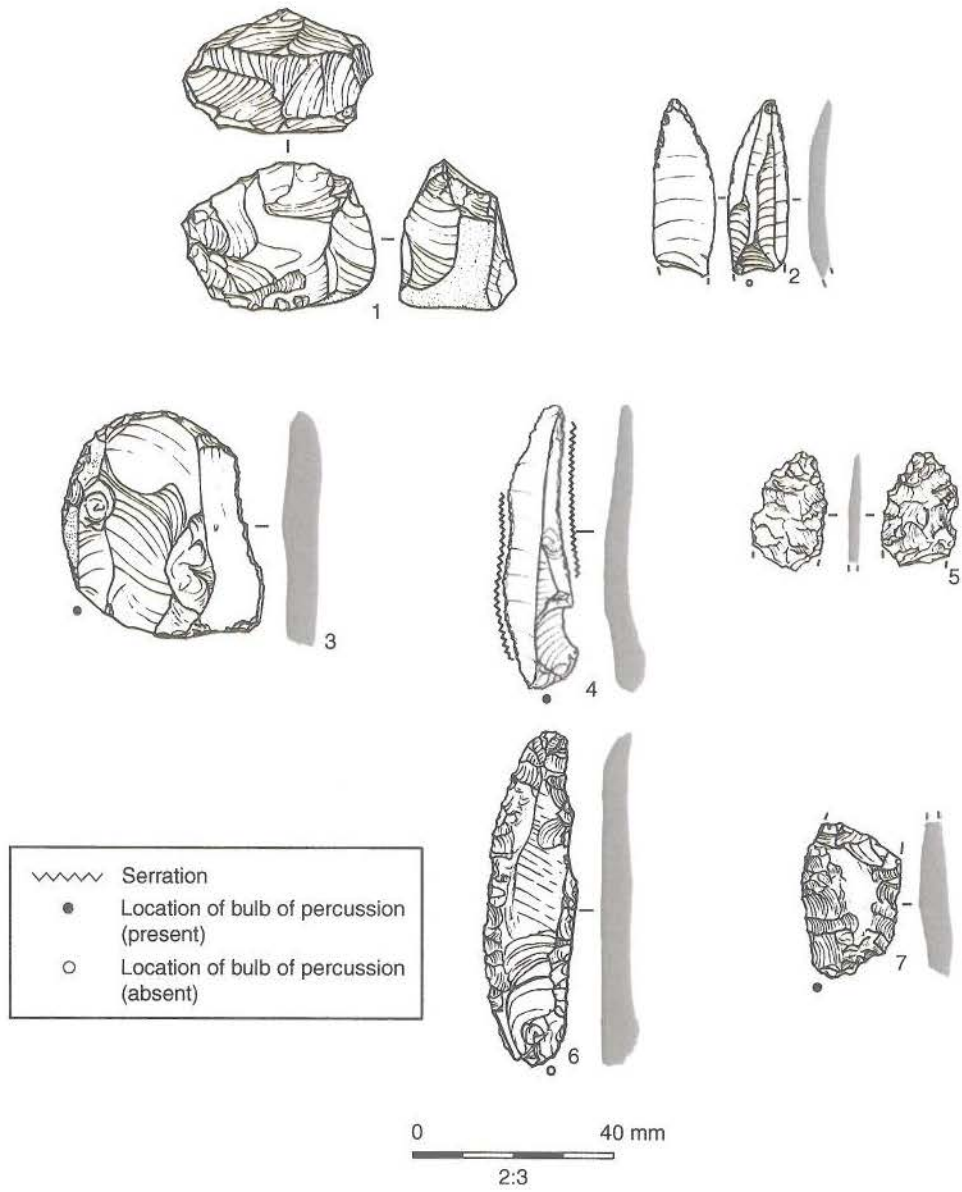 1
2
3
4
5
6
7
Serration
Location of bulb of percussion
(present)
Location of bulb of percussion
(absent)
0 40 mm
2:3